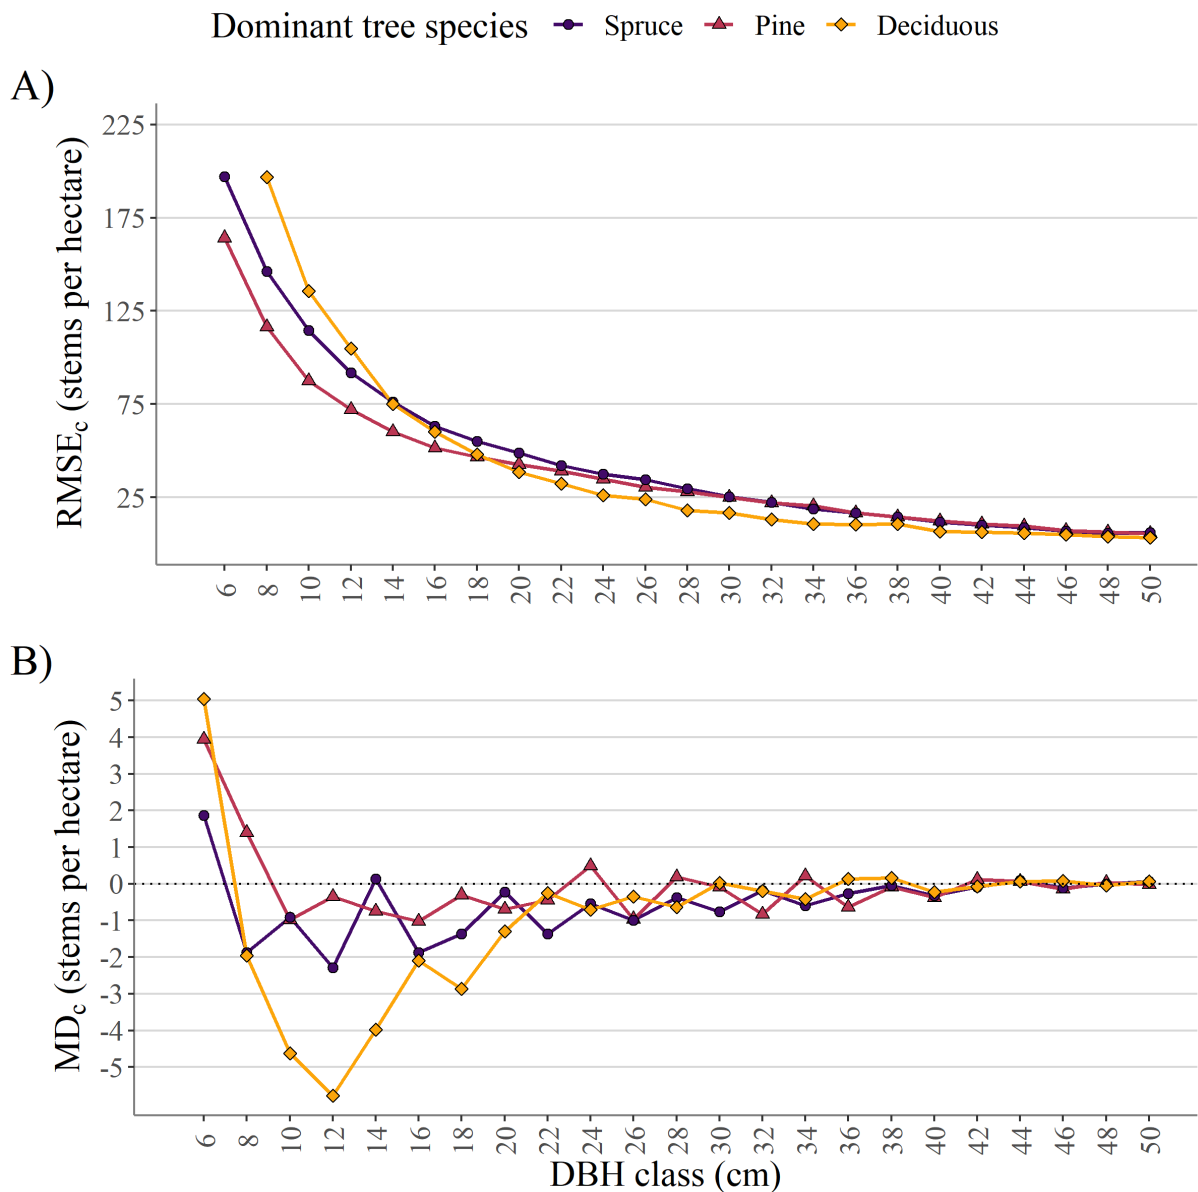 Dominant tree species Spruce Pine Deciduous
A)
RMSEc (stems per hectare)
225
175
125
75
25
6 8 10 12 14 16 18 20 22 24 26 28 30 32 34 36 38 40 42 44 46 48 50
B)
MDc (stems per hectare)
5
4
3
2
1
0
-1
-2
-3
-4
-5
6 8 10 12 14 16 18 20 22 24 26 28 30 32 34 36 38 40 42 44 46 48 50
DBH class (cm)